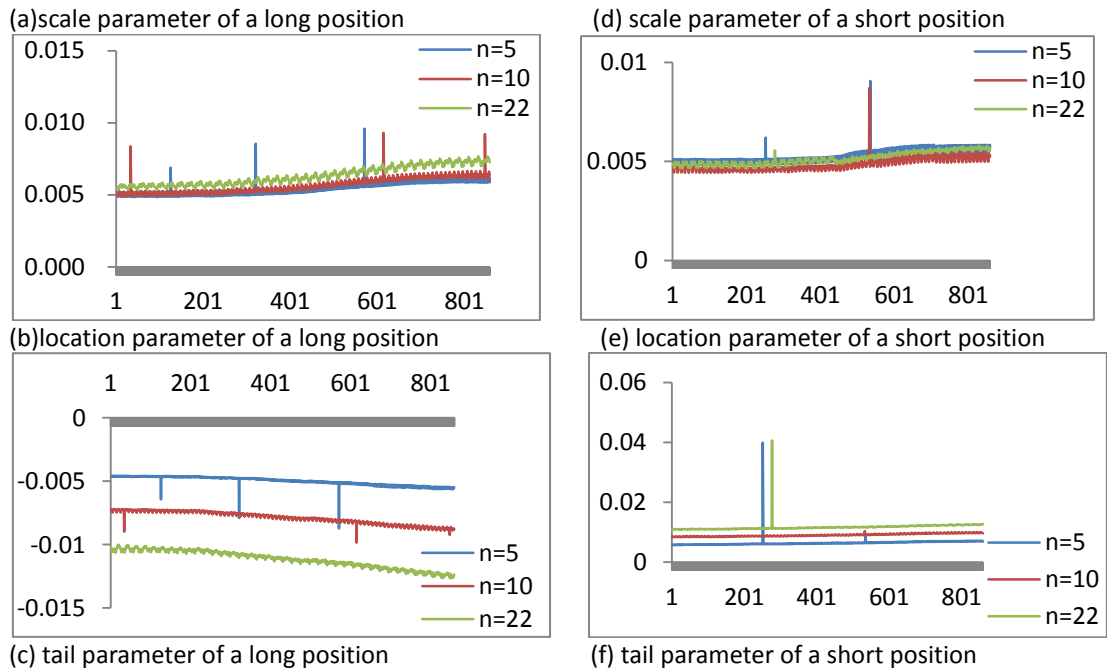 (a)scale parameter of a long position
0.015
0.010
0.005
0.000
1 201 401 601 801
n=5
n=10
n=22
(d) scale parameter of a short position
0.01
0.005
0
1 201 401 601 801
n=5
n=10
n=22
(b)location parameter of a long position
1 201 401 601 801
0
-0.005
-0.01
-0.015
n=5
n=10
n=22
(e) location parameter of a short position
0.06
0.04
0.02
0
1 201 401 601 801
n=5
n=10
n=22
(c) tail parameter of a long position
(f) tail parameter of a short position